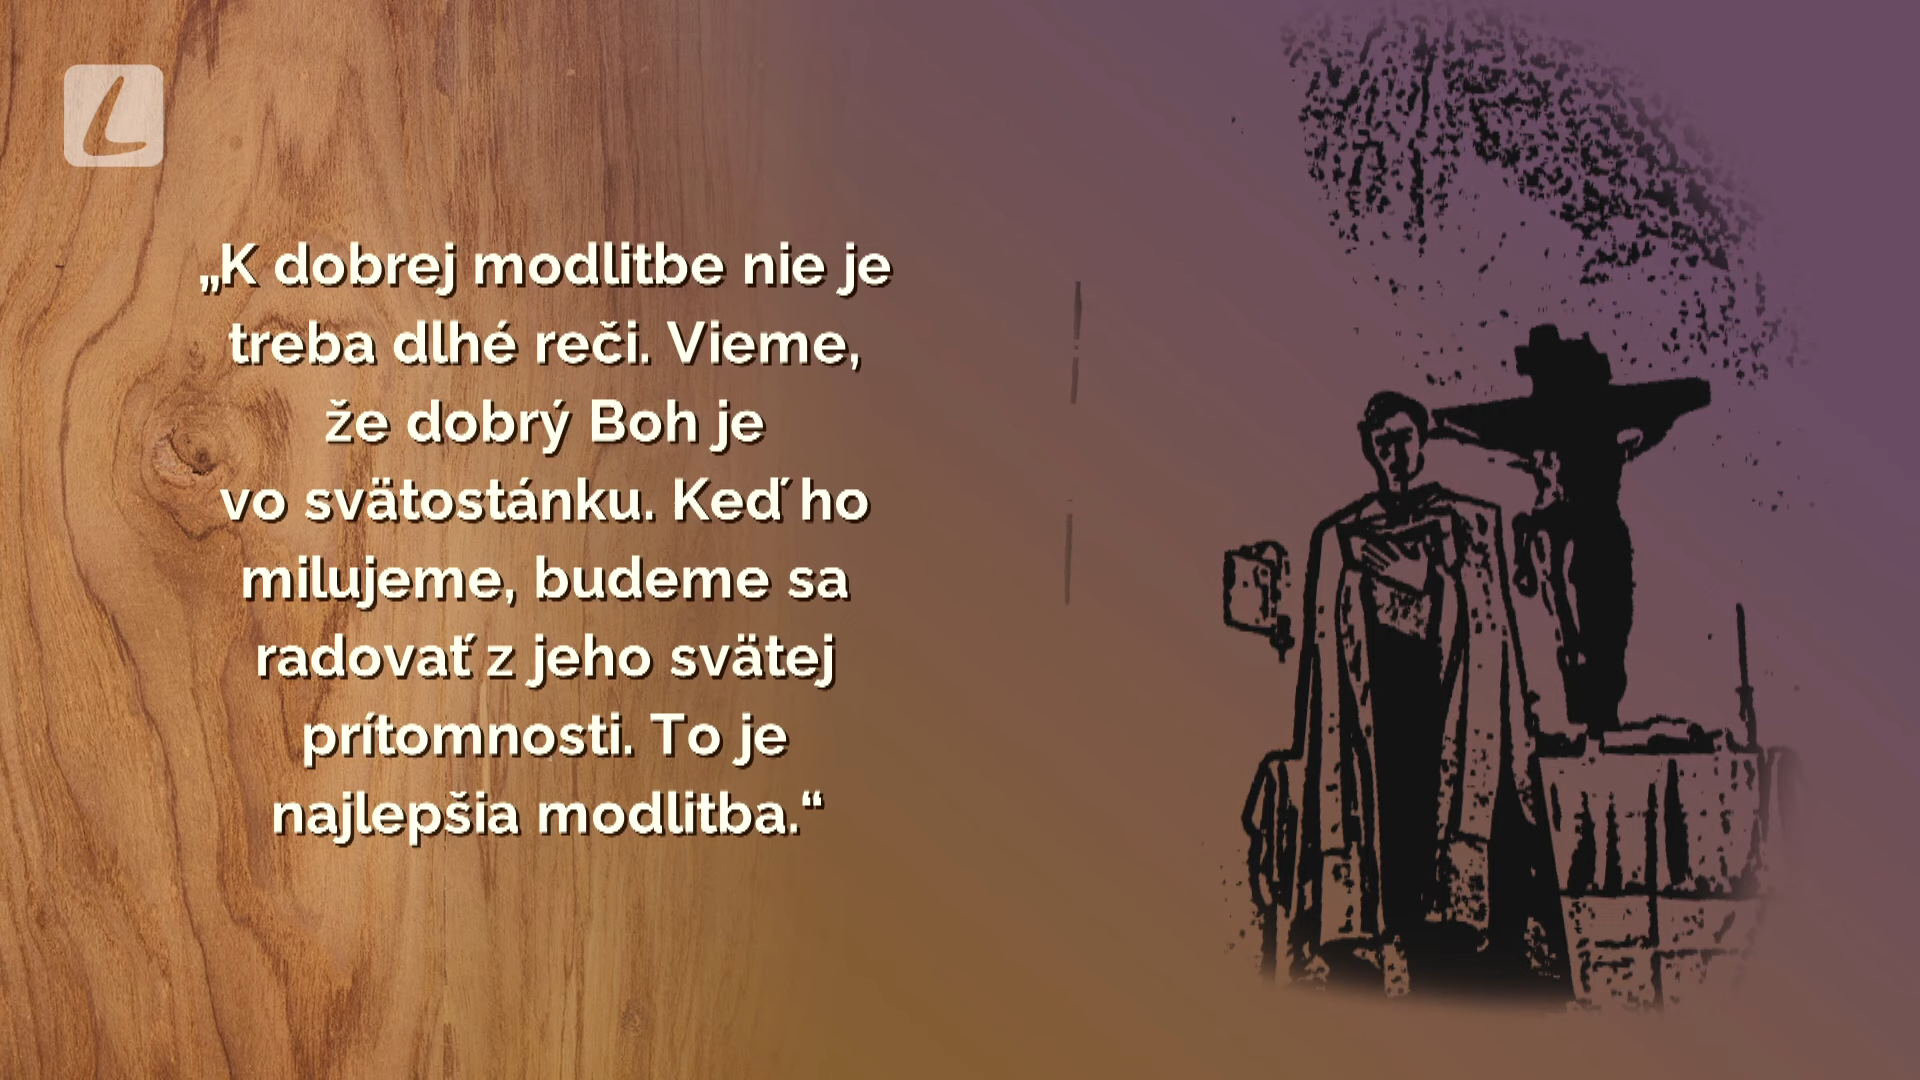 L
„K dobrej modlitbe nie je
treba dlhé reči. Vieme,
že dobrý Boh je
vo svätostánku. Keď ho
milujeme, budeme sa
radovať z jeho svätej
prítomnosti. To je
najlepšia modlitba.“